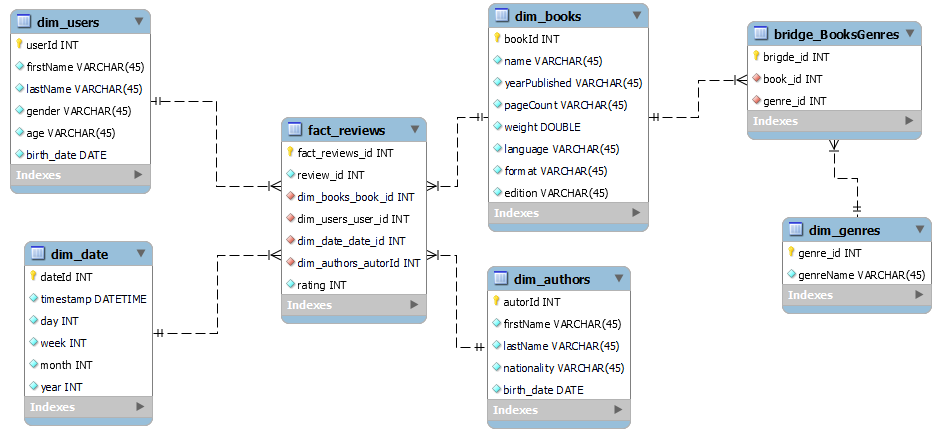 dim_users
userId INT
firstName VARCHAR(45)
lastName VARCHAR(45)
gender VARCHAR(45)
age VARCHAR(45)
birth_date DATE
Indexes
dim_date
dateId INT
timestamp DATETIME
day INT
week INT
month INT
year INT
Indexes
fact_reviews
fact_reviews_id INT
review_id INT
dim_books_book_id INT
dim_users_user_id INT
dim_date_date_id INT
dim_authors_autorId INT
rating INT
Indexes
dim_books
bookId INT
name VARCHAR(45)
yearPublished VARCHAR(45)
pageCount VARCHAR(45)
weight DOUBLE
language VARCHAR(45)
format VARCHAR(45)
edition VARCHAR(45)
Indexes
dim_authors
autorId INT
firstName VARCHAR(45)
lastName VARCHAR(45)
nationality VARCHAR(45)
birth_date DATE
Indexes
bridge_BooksGenres
brigde_id INT
book_id INT
genre_id INT
Indexes
dim_genres
genre_id INT
genreName VARCHAR(45)
Indexes